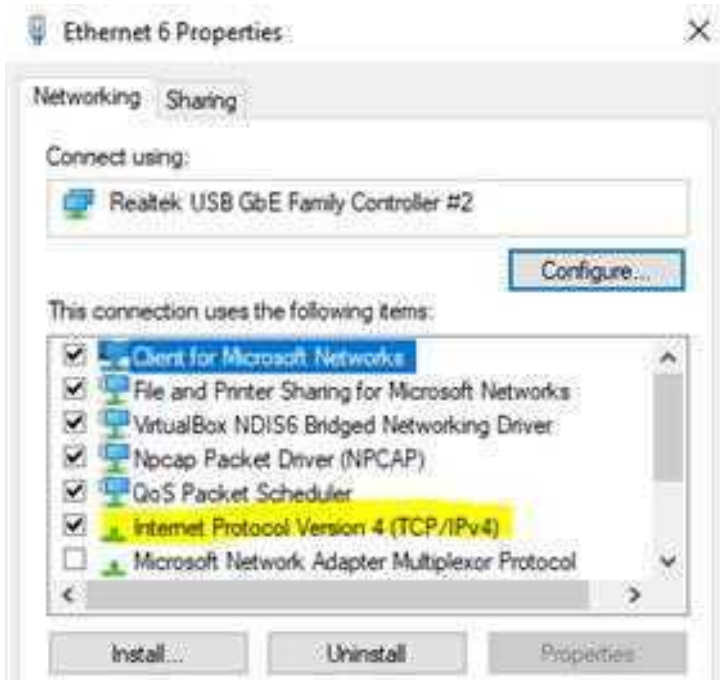 Ethernet 6 Properties
Networking
Sharing
Connect using:
Realtek USB GbE Family Controller #2
Configure...
This connection uses the following items:
Client for Microsoft Networks
File and Printer Sharing for Microsoft Networks
VirtualBox NDIS6 Bridged Networking Driver
Npcap Packet Driver (NPCAP)
QoS Packet Scheduler
Internet Protocol Version 4 (TCP/IPv4)
Microsoft Network Adapter Multiplexor Protocol
Install...
Uninstall
Properties